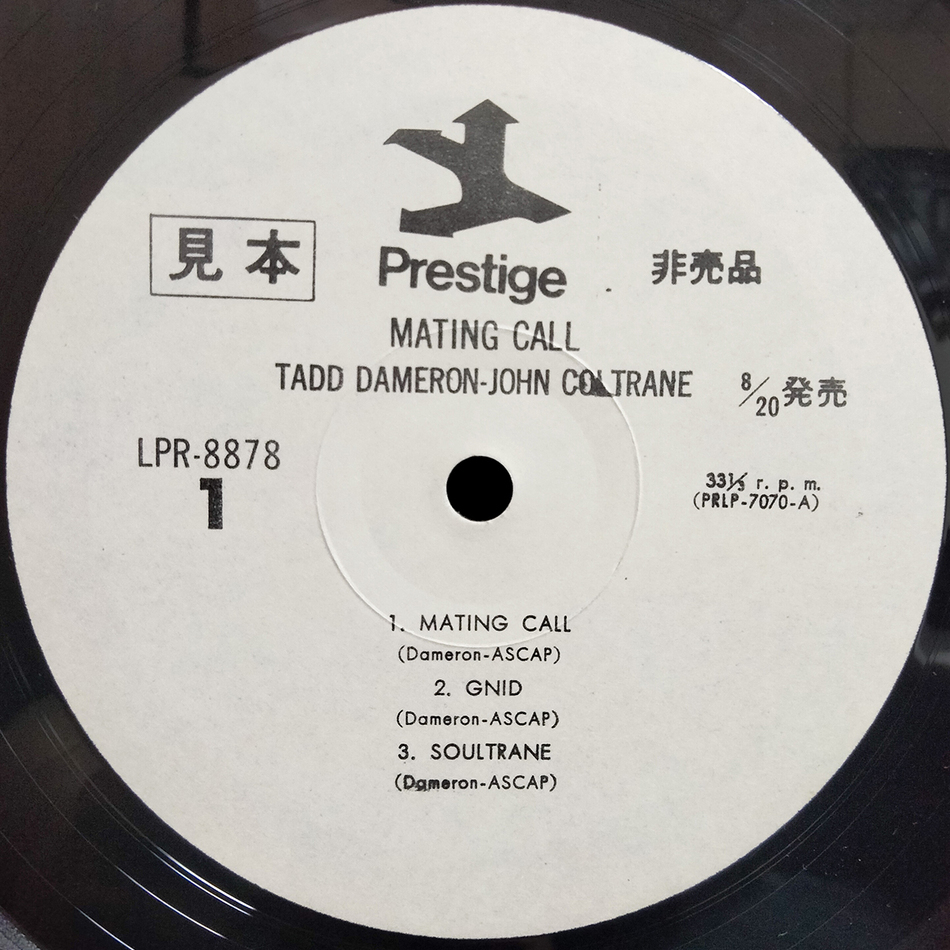 見本
Prestige
非売品
MATING CALL
TADD DAMERON-JOHN COLTRANE
8/20発売
LPR-8878
1
33⅓ r. p. m.
(PRLP-7070-A)
1. MATING CALL
(Dameron-ASCAP)
2. GNID
(Dameron-ASCAP)
3. SOULTRANE
(Dameron-ASCAP)